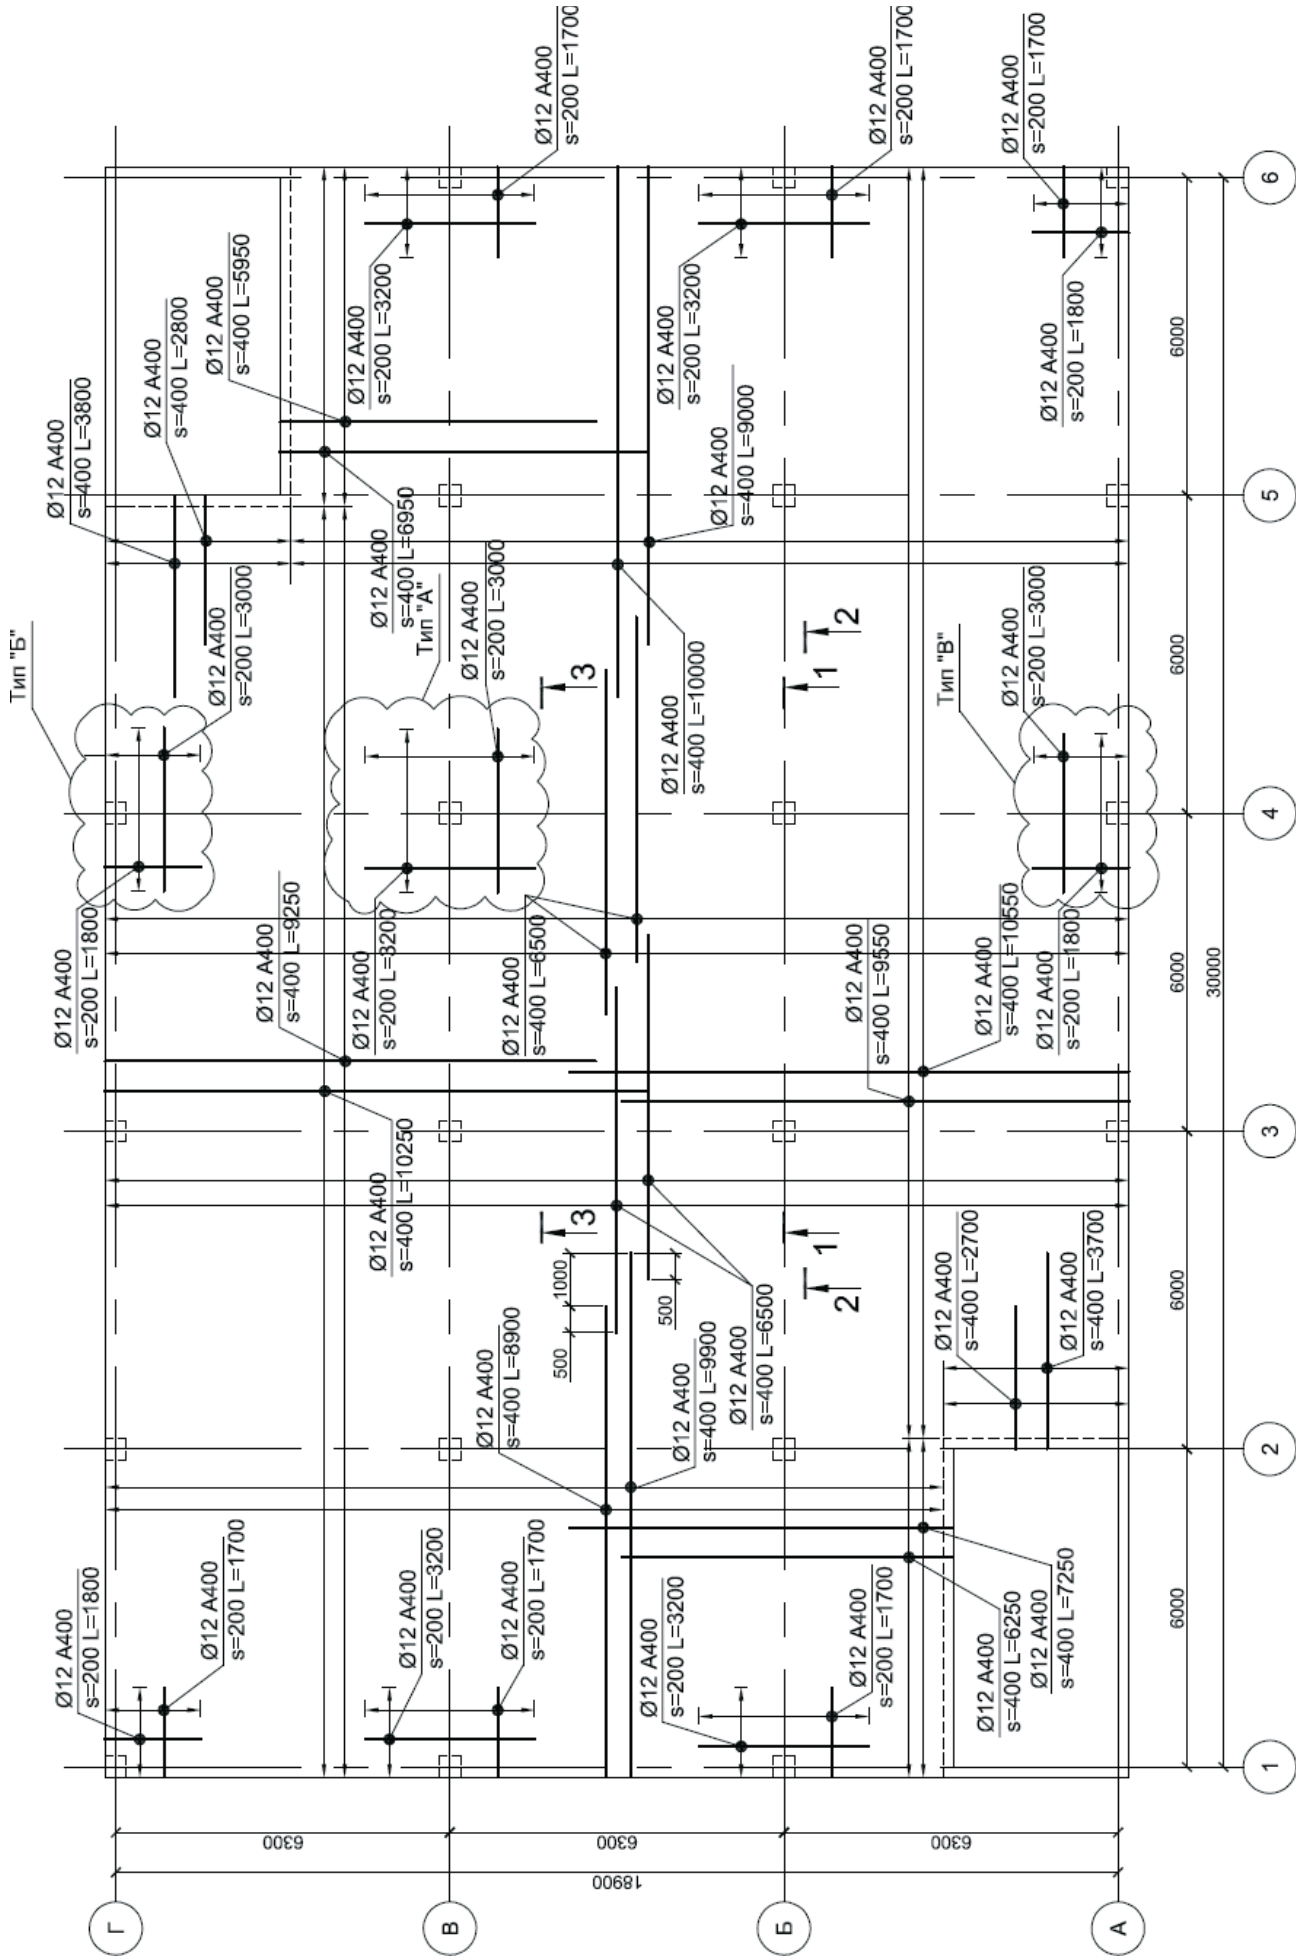 Тип "Б"
Ø12 A400
s=200 L=1800
Ø12 A400
s=200 L=1800
Ø12 A400
s=400 L=3800
Г
Ø12 A400
s=400 L=2800
Ø12 A400
s=200 L=1700
Ø12 A400
s=200 L=3000
Ø12 A400
s=400 L=5950
Ø12 A400
s=400 L=9250
6300
Ø12 A400
s=200 L=3200
Ø12 A400
s=200 L=3200
Ø12 A400
s=400 L=10250
Ø12 A400
s=400 L=6950
Ø12 A400
s=200 L=3200
Тип "А"
В
Ø12 A400
s=200 L=3000
Ø12 A400
s=400 L=8900
Ø12 A400
s=200 L=1700
Ø12 A400
s=400 L=6500
Ø12 A400
s=200 L=1700
500
1000
3
3
6300
18900
500
Ø12 A400
s=200 L=3200
Ø12 A400
s=400 L=9900
Ø12 A400
s=400 L=10000
Ø12 A400
s=200 L=3200
Ø12 A400
s=400 L=6500
Ø12 A400
s=400 L=9000
Б
1
1
2
2
Ø12 A400
s=200 L=1700
Ø12 A400
s=400 L=9550
Ø12 A400
s=200 L=1700
Тип "В"
6300
Ø12 A400
s=400 L=2700
Ø12 A400
s=400 L=6250
Ø12 A400
s=400 L=10550
Ø12 A400
s=200 L=3000
Ø12 A400
s=200 L=1700
Ø12 A400
s=400 L=7250
Ø12 A400
s=400 L=3700
Ø12 A400
s=200 L=1800
Ø12 A400
s=200 L=1800
А
6000
6000
6000
6000
6000
30000
1
2
3
4
5
6